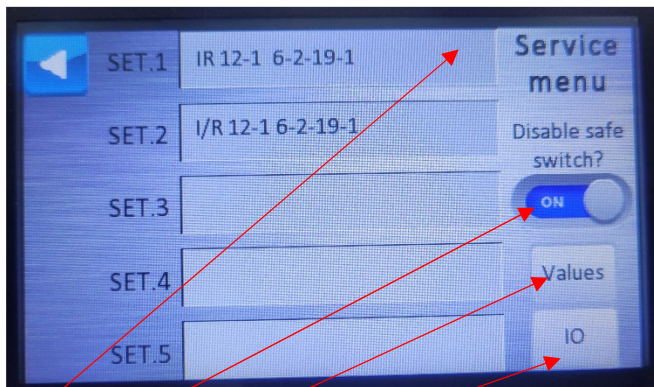 SET.1 IR 12-1 6-2-19-1
SET.2 I/R 12-1 6-2-19-1
SET.3
SET.4
SET.5
Service
menu
Disable safe
switch?
ON
Values
IO